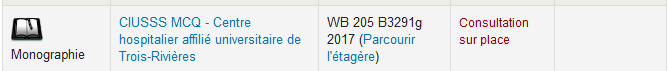 Monographie
CIUSSS MCQ - Centre
hospitalier affilié universitaire de
Trois-Rivières
WB 205 B3291g
2017 (Parcourir
l'étagère)
Consultation
sur place